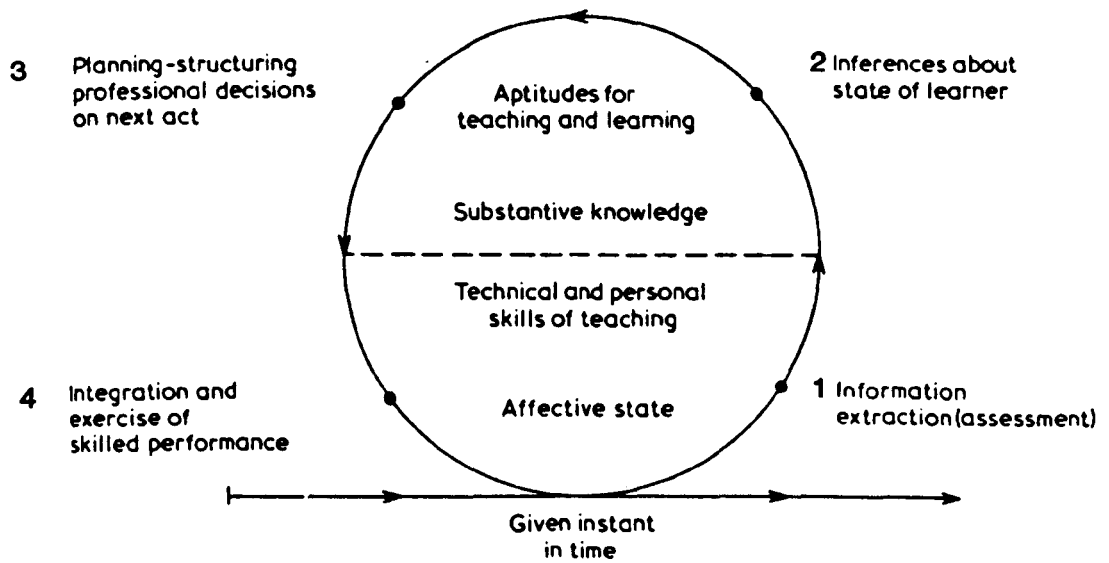 3 Planning-structuring
professional decisions
on next act
Aptitudes for
teaching and learning
2 Inferences about
state of learner
Substantive knowledge
Technical and personal
skills of teaching
4 Integration and
exercise of
skilled performance
Affective state
1 Information
extraction(assessment)
Given instant
in time